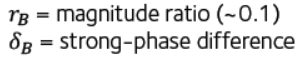 r_B = magnitude ratio (~0.1)
δ_B = strong-phase difference